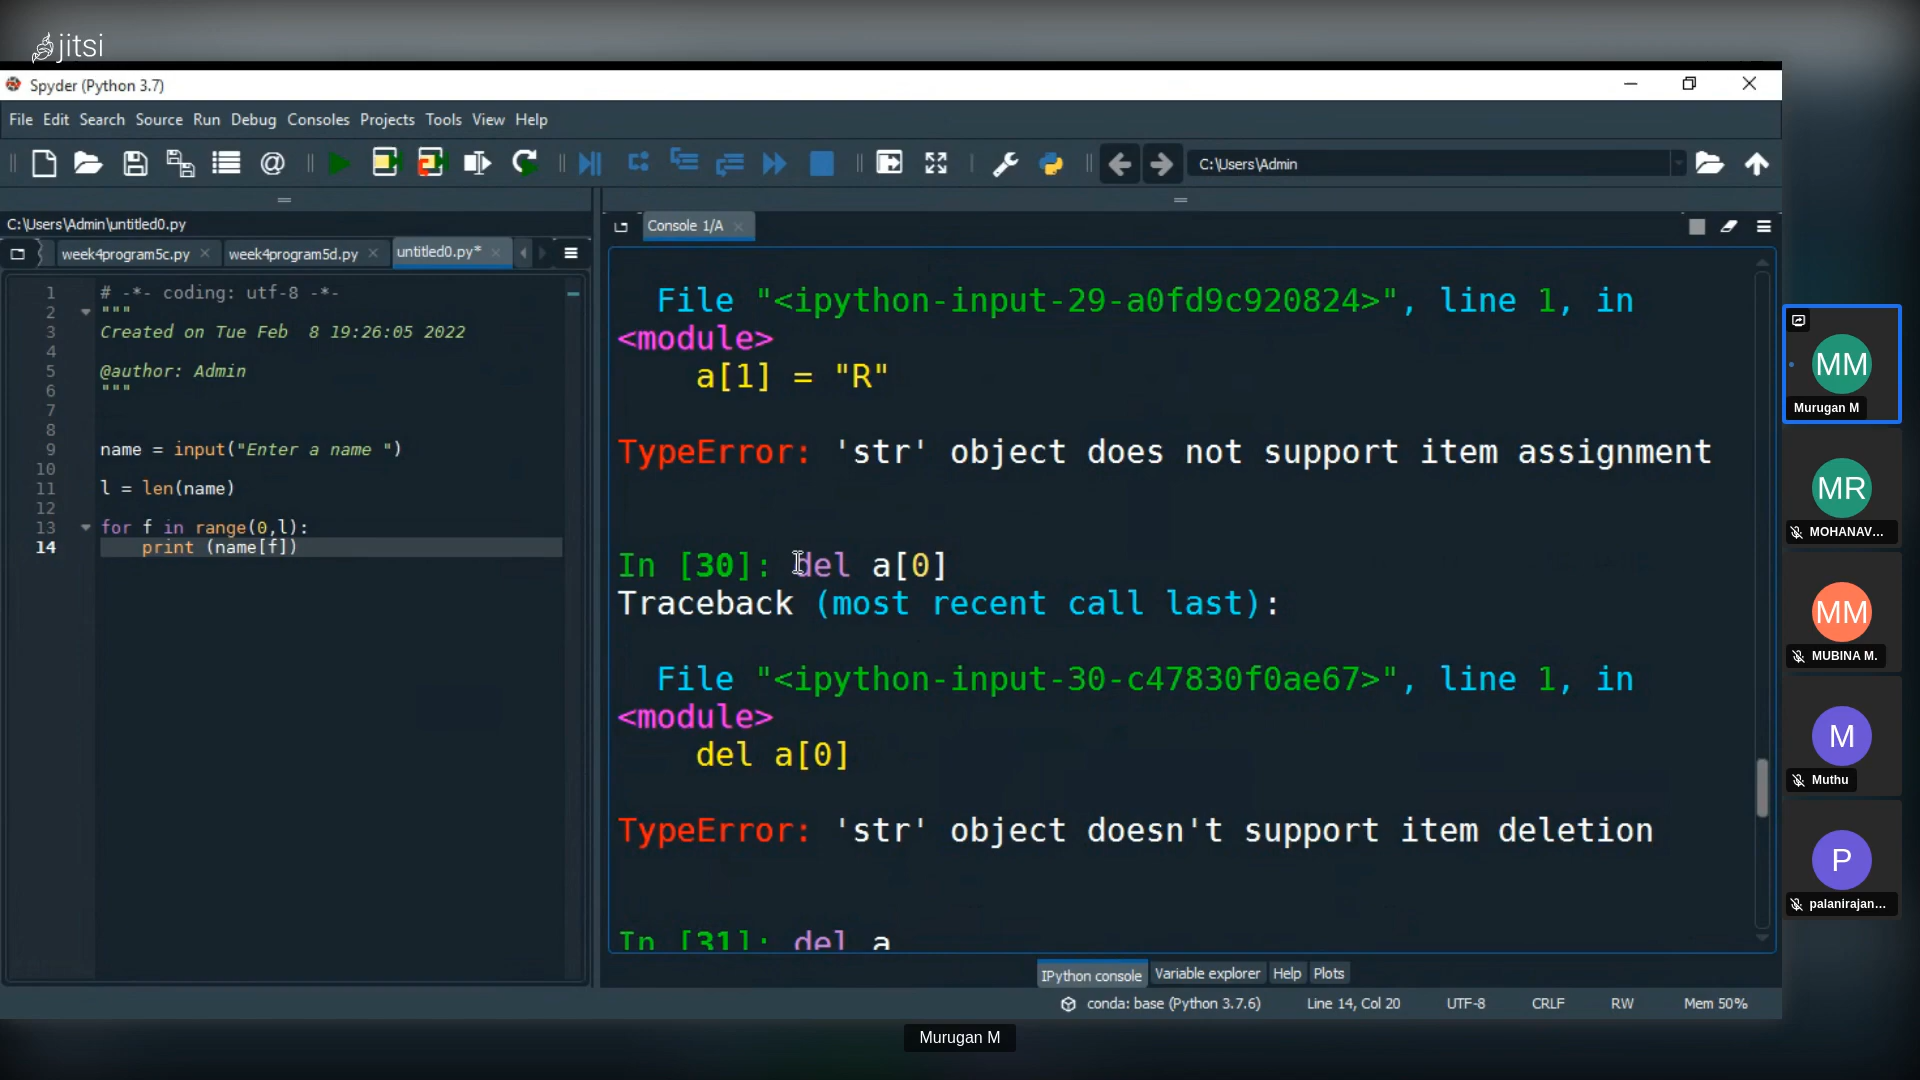 jitsi
Spyder (Python 3.7)
File Edit Search Source Run Debug Consoles Projects Tools View Help
C:\Users\Admin
C:\Users\Admin\untitled0.py
week4program5c.py week4program5d.py untitled0.py*
1 # -*- coding: utf-8 -*-
2 """
3 Created on Tue Feb  8 19:26:05 2022
4
5 @author: Admin
6 """
7
8
9 name = input("Enter a name ")
10
11 l = len(name)
12
13 for f in range(0,l):
14     print (name[f])
Console 1/A
File "<ipython-input-29-a0fd9c920824>", line 1, in
<module>
a[1] = "R"
TypeError: 'str' object does not support item assignment
In [30]: del a[0]
Traceback (most recent call last):
File "<ipython-input-30-c47830f0ae67>", line 1, in
<module>
del a[0]
TypeError: 'str' object doesn't support item deletion
In [31]: del a
IPython console Variable explorer Help Plots
conda: base (Python 3.7.6) Line 14, Col 20 UTF-8 CRLF RW Mem 50%
MM
Murugan M
MR
MOHANAV...
MM
MUBINA M.
M
Muthu
P
palanirajan...
Murugan M